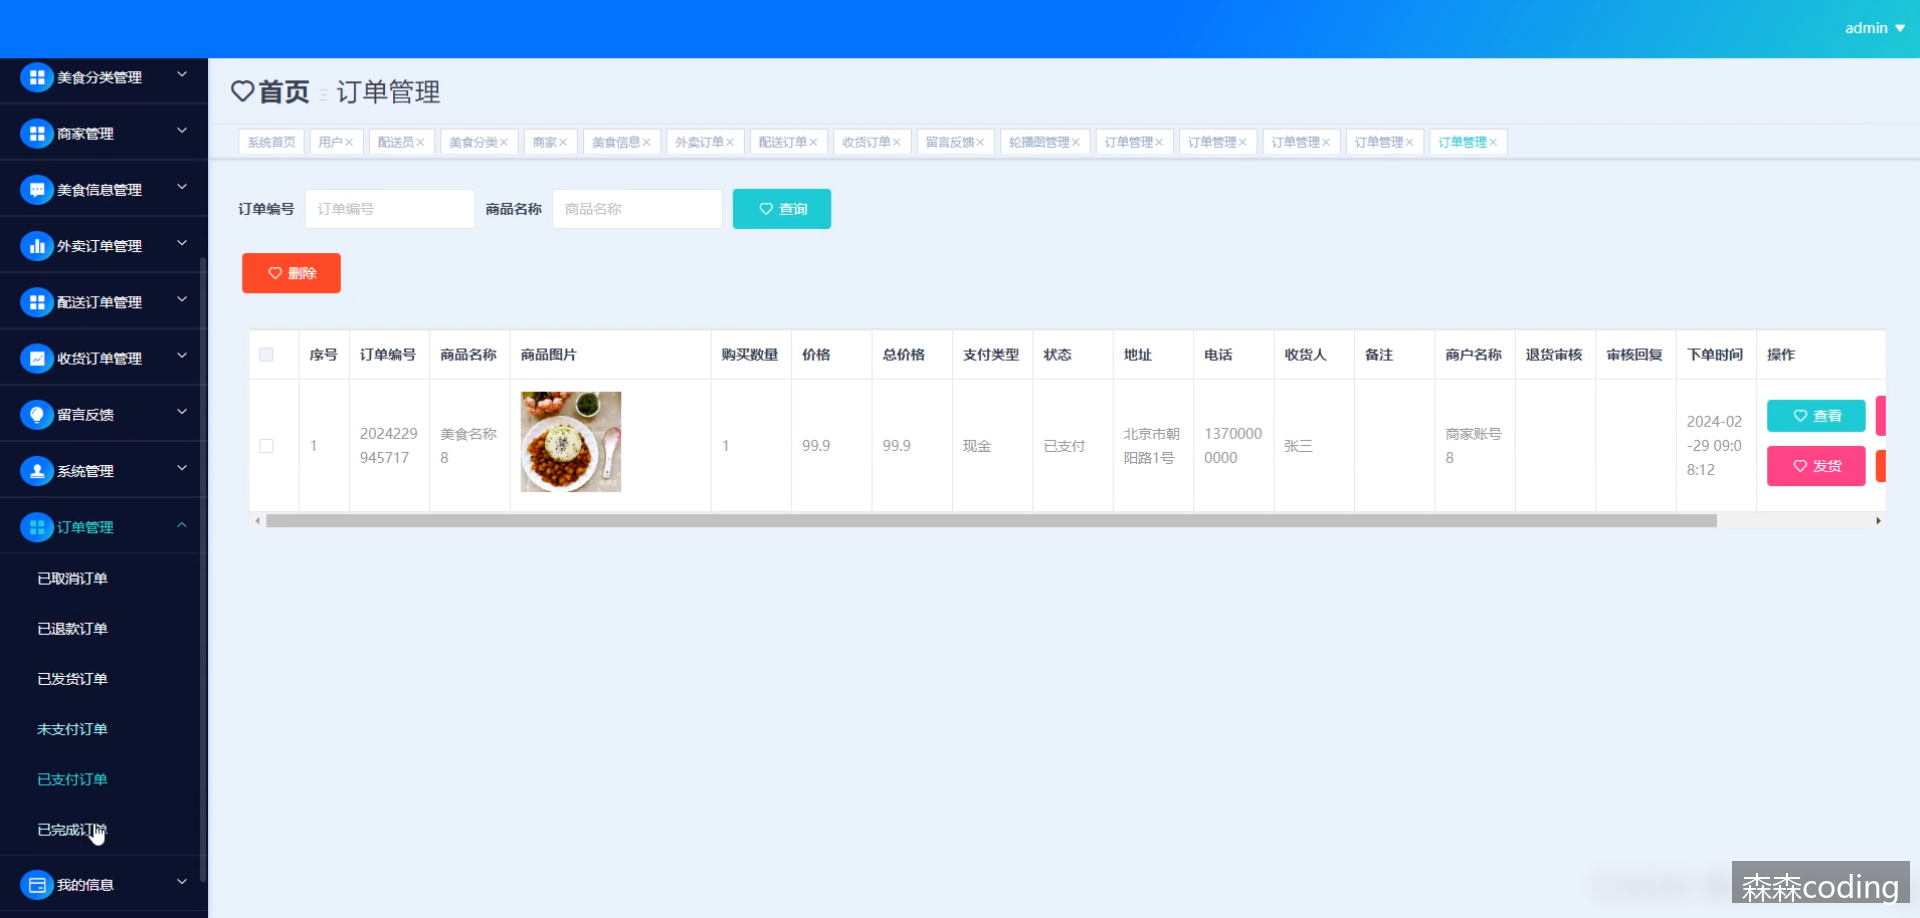 admin
美食分类管理
商家管理
美食信息管理
外卖订单管理
配送订单管理
收货订单管理
留言反馈
系统管理
订单管理
已取消订单
已退款订单
已发货订单
未支付订单
已支付订单
已完成订单
我的信息
首页 订单管理
系统首页 用户 配送员 美食分类 商家 美食信息 外卖订单 配送订单 收货订单 留言反馈 轮播图管理 订单管理 订单管理 订单管理 订单管理 订单管理
订单编号 订单编号 商品名称 商品名称 查询
删除
序号 订单编号 商品名称 商品图片 购买数量 价格 总价格 支付类型 状态 地址 电话 收货人 备注 商户名称 退货审核 审核回复 下单时间 操作
1 2024229945717 美食名称8 1 99.9 99.9 现金 已支付 北京市朝阳路1号 13700000000 张三 商家账号8 2024-02-29 09:08:12 查看
发货
森森coding